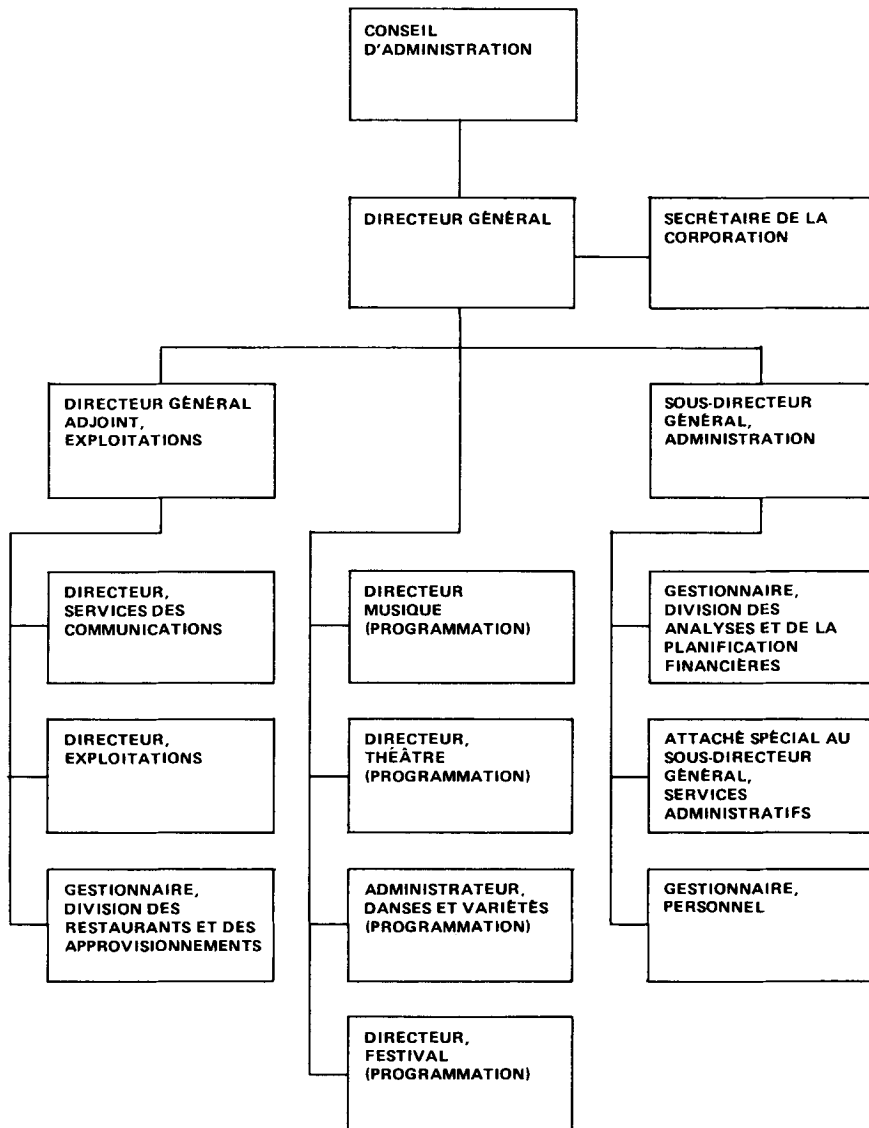 CONSEIL
D'ADMINISTRATION
DIRECTEUR GÉNÉRAL
SECRÉTAIRE DE LA
CORPORATION
DIRECTEUR GÉNÉRAL
ADJOINT,
EXPLOITATIONS
SOUS-DIRECTEUR
GÉNÉRAL,
ADMINISTRATION
DIRECTEUR,
SERVICES DES
COMMUNICATIONS
DIRECTEUR
MUSIQUE
(PROGRAMMATION)
GESTIONNAIRE,
DIVISION DES
ANALYSES ET DE LA
PLANIFICATION
FINANCIÈRES
DIRECTEUR,
EXPLOITATIONS
DIRECTEUR,
THÉÂTRE
(PROGRAMMATION)
ATTACHÉ SPÉCIAL AU
SOUS-DIRECTEUR
GÉNÉRAL,
SERVICES
ADMINISTRATIFS
GESTIONNAIRE,
DIVISION DES
RESTAURANTS ET DES
APPROVISIONNEMENTS
ADMINISTRATEUR,
DANSES ET VARIÉTÉS
(PROGRAMMATION)
GESTIONNAIRE,
PERSONNEL
DIRECTEUR,
FESTIVAL
(PROGRAMMATION)